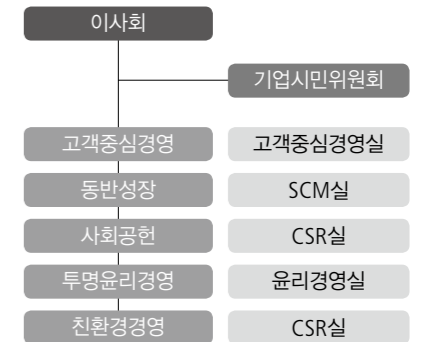 이사회
기업시민위원회
고객중심경영 고객중심경영실
동반성장 SCM실
사회공헌 CSR실
투명윤리경영 윤리경영실
친환경경영 CSR실